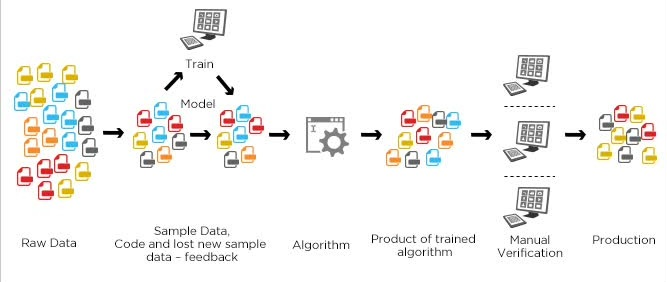 Train
Model
Raw Data
Sample Data,
Code and lost new sample
data – feedback
Algorithm
Product of trained
algorithm
Manual
Verification
Production